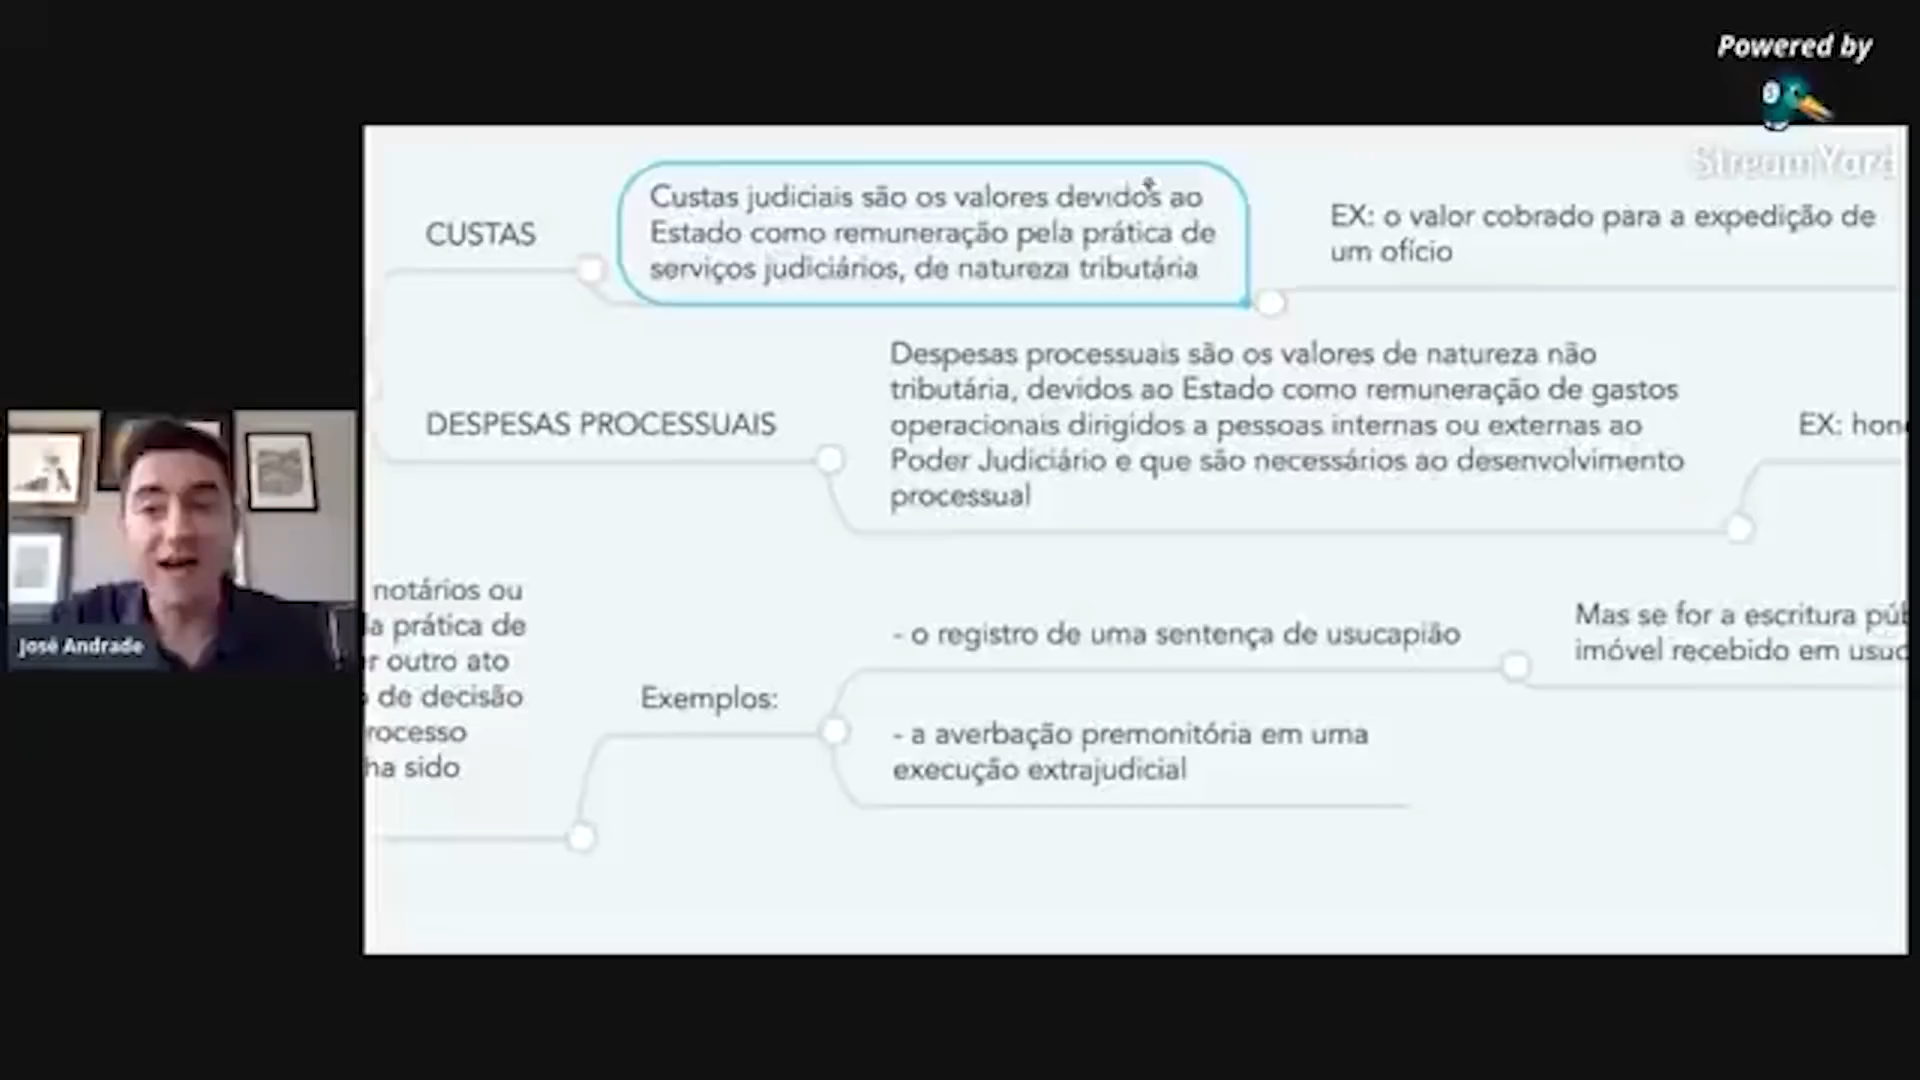 Powered by
StreamYard
CUSTAS
Custas judiciais são os valores devidos ao
Estado como remuneração pela prática de
serviços judiciários, de natureza tributária
EX: o valor cobrado para a expedição de
um ofício
DESPESAS PROCESSUAIS
Despesas processuais são os valores de natureza não
tributária, devidos ao Estado como remuneração de gastos
operacionais dirigidos a pessoas internas ou externas ao
Poder Judiciário e que são necessários ao desenvolvimento
processual
EX:
José Andrade
notários ou
prática de
outro ato
de decisão
sido
Exemplos:
- o registro de uma sentença de usucapião
Mas se for a escritura
imóvel recebido em
- a averbação premonitória em uma
execução extrajudicial